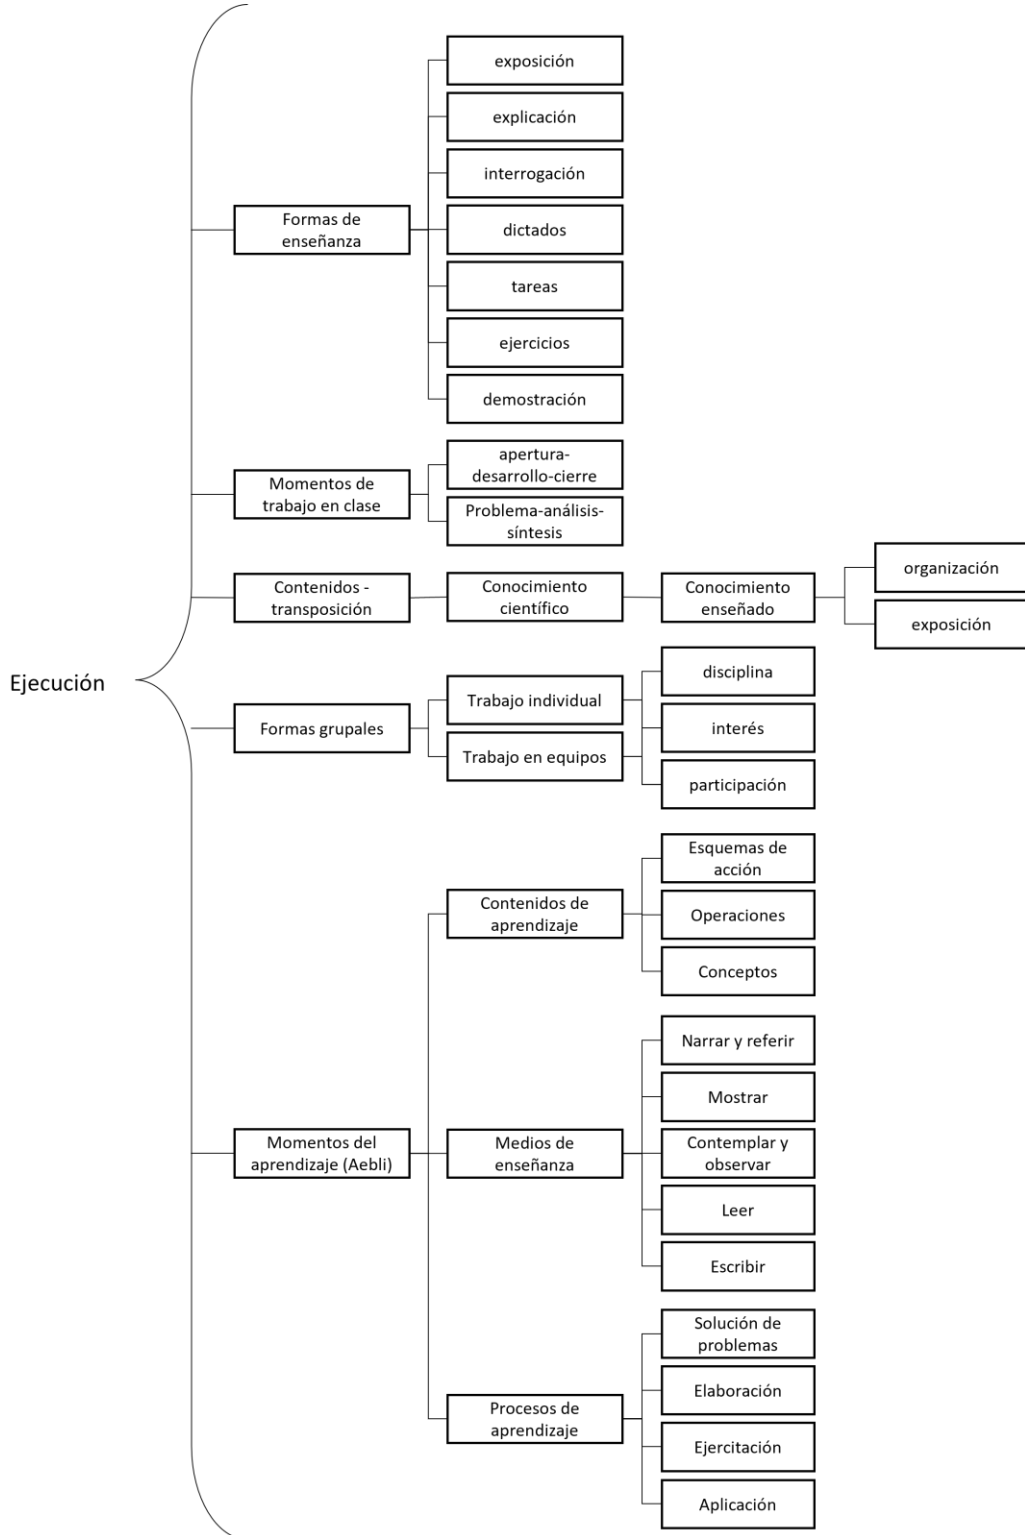 Ejecución
Formas de
enseñanza
exposición
explicación
interrogación
dictados
tareas
ejercicios
demostración
Momentos de
trabajo en clase
apertura-
desarrollo-cierre
Problema-análisis-
síntesis
Contenidos -
transposición
Conocimiento
científico
Conocimiento
enseñado
organización
exposición
Formas grupales
Trabajo individual
Trabajo en equipos
disciplina
interés
participación
Momentos del
aprendizaje (Aebli)
Contenidos de
aprendizaje
Esquemas de
acción
Operaciones
Conceptos
Medios de
enseñanza
Narrar y referir
Mostrar
Contemplar y
observar
Leer
Escribir
Procesos de
aprendizaje
Solución de
problemas
Elaboración
Ejercitación
Aplicación